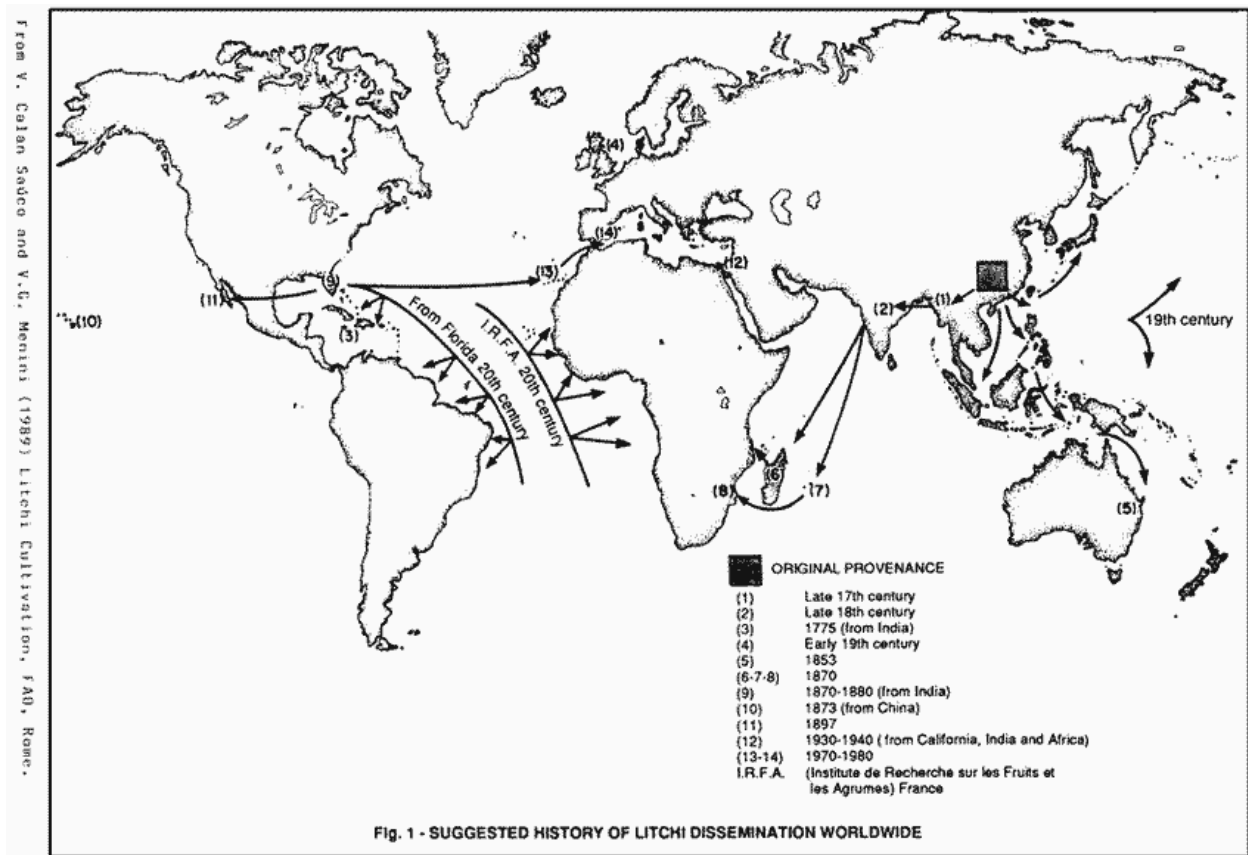 From V. Calan Saúco and V.G. Menini (1989) Litchi Cultivation, FAO, Rome.
(4)
(14)
(13)
(12)
(9)
(11)
(10)
(3)
(2)
(1)
19th century
From Florida 20th century
I.R.F.A. 20th century
(6)
(7)
(8)
(5)
ORIGINAL PROVENANCE
(1) Late 17th century
(2) Late 18th century
(3) 1775 (from India)
(4) Early 19th century
(5) 1853
(6-7-8) 1870
(9) 1870-1880 (from India)
(10) 1873 (from China)
(11) 1897
(12) 1930-1940 (from California, India and Africa)
(13-14) 1970-1980
I.R.F.A. (Institute de Recherche sur les Fruits et
les Agrumes) France
Fig. 1 - SUGGESTED HISTORY OF LITCHI DISSEMINATION WORLDWIDE